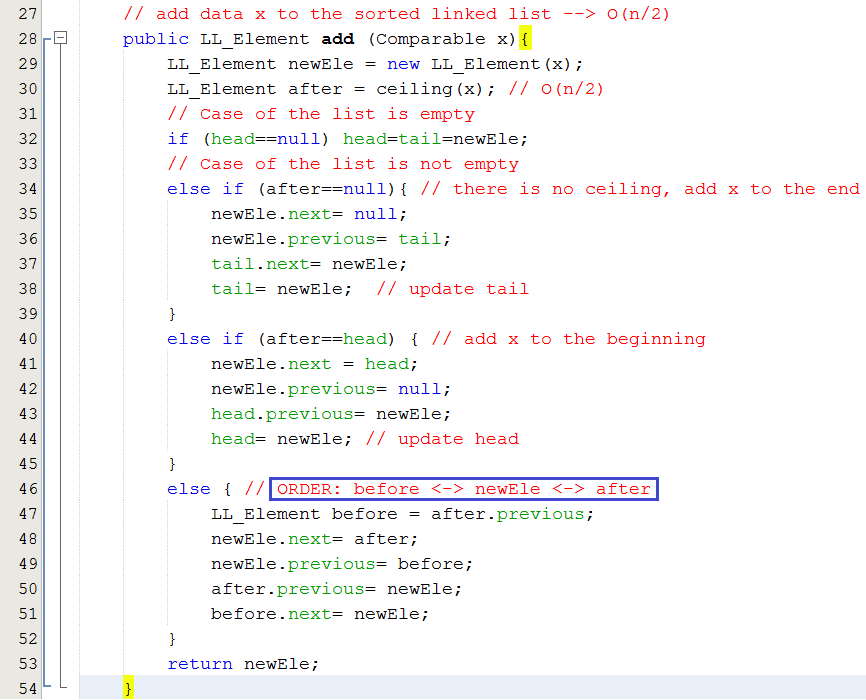 27 // add data x to the sorted linked list --> O(n/2)
28 public LL_Element add (Comparable x){
29 LL_Element newEle = new LL_Element(x);
30 LL_Element after = ceiling(x); // O(n/2)
31 // Case of the list is empty
32 if (head==null) head=tail=newEle;
33 // Case of the list is not empty
34 else if (after==null){ // there is no ceiling, add x to the end
35 newEle.next= null;
36 newEle.previous= tail;
37 tail.next= newEle;
38 tail= newEle; // update tail
39 }
40 else if (after==head) { // add x to the beginning
41 newEle.next = head;
42 newEle.previous= null;
43 head.previous= newEle;
44 head= newEle; // update head
45 }
46 else { // ORDER: before <-> newEle <-> after
47 LL_Element before = after.previous;
48 newEle.next= after;
49 newEle.previous= before;
50 after.previous= newEle;
51 before.next= newEle;
52 }
53 return newEle;
54 }